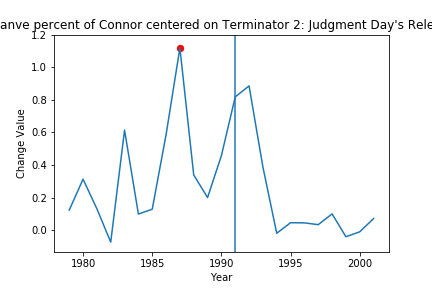 anve percent of Connor centered on Terminator 2: Judgment Day's Rele
1.2
1.0
0.8
0.6
0.4
0.2
0.0
Change Value
1980 1985 1990 1995 2000
Year